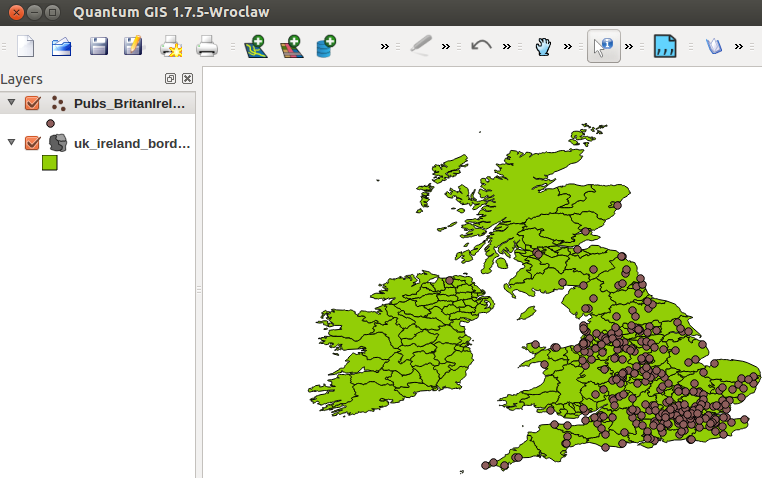 Quantum GIS 1.7.5-Wroclaw
Layers
Pubs_BritanIrel...
uk_ireland_bord...